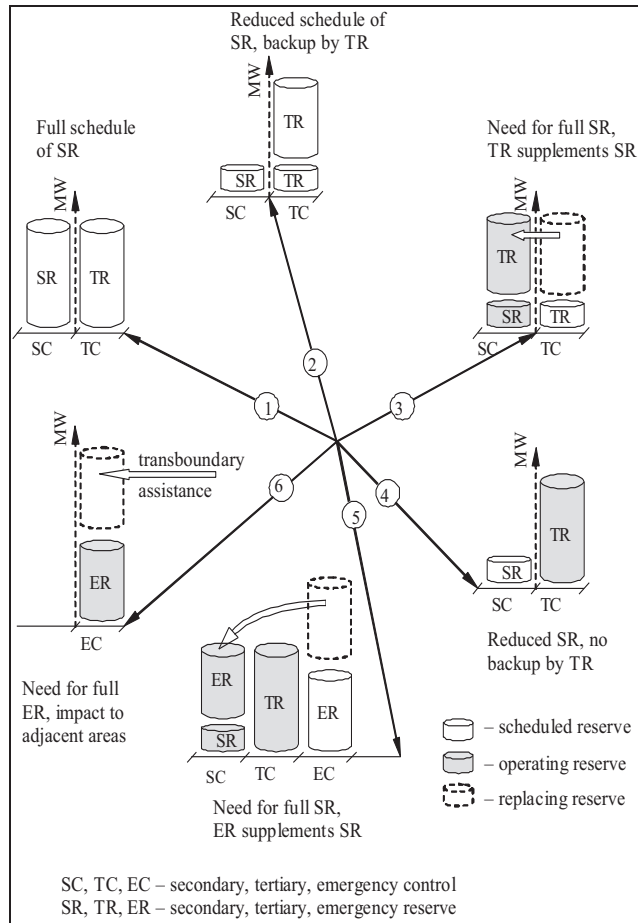 Reduced schedule of
SR, backup by TR
MW
TR
SR
TR
SC
TC
Full schedule
of SR
MW
SR
TR
SC
TC
Need for full SR,
TR supplements SR
MW
TR
SR
TR
SC
TC
1
2
3
4
5
6
MW
transboundary
assistance
ER
EC
Need for full
ER, impact to
adjacent areas
MW
SR
TR
SC
TC
Reduced SR, no
backup by TR
ER
SR
TR
ER
SC
TC
EC
Need for full SR,
ER supplements SR
– scheduled reserve
– operating reserve
– replacing reserve
SC, TC, EC – secondary, tertiary, emergency control
SR, TR, ER – secondary, tertiary, emergency reserve